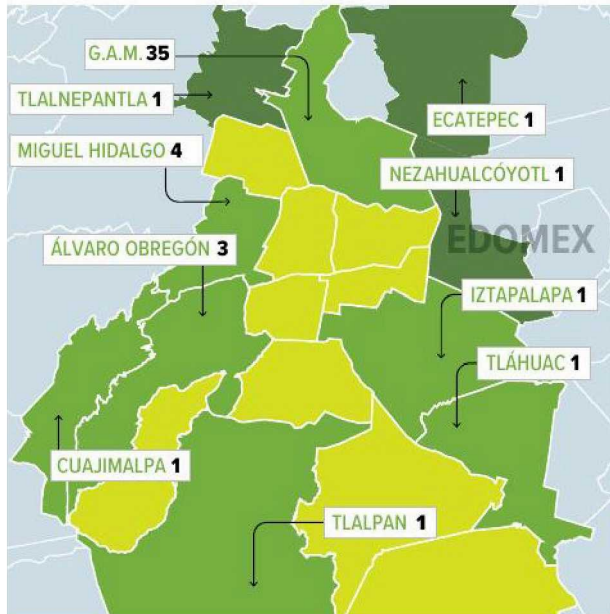 G.A.M. 35
TLALNEPANTLA 1
ECATEPEC 1
MIGUEL HIDALGO 4
NEZAHUALCÓYOTL 1
EDOMEX
ÁLVARO OBREGÓN 3
IZTAPALAPA 1
TLÁHUAC 1
CUAJIMALPA 1
TLALPAN 1